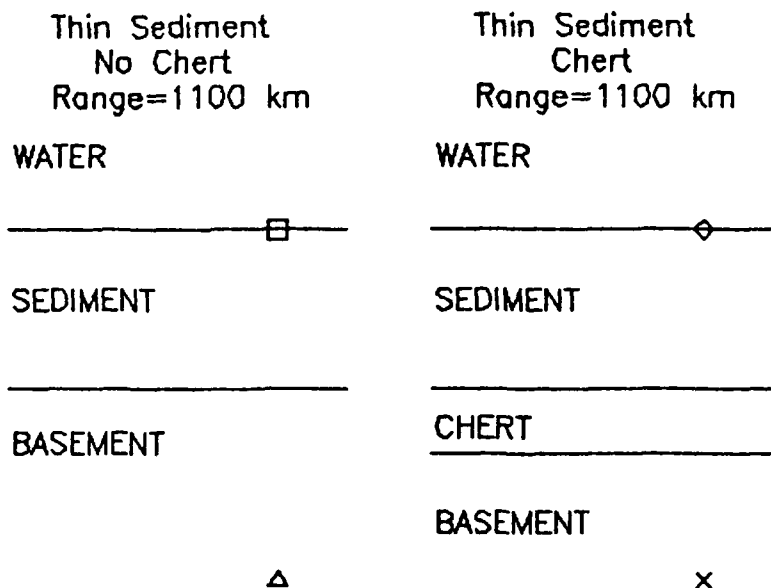 Thin Sediment
No Chert
Range=1100 km
WATER
SEDIMENT
BASEMENT
Thin Sediment
Chert
Range=1100 km
WATER
SEDIMENT
CHERT
BASEMENT